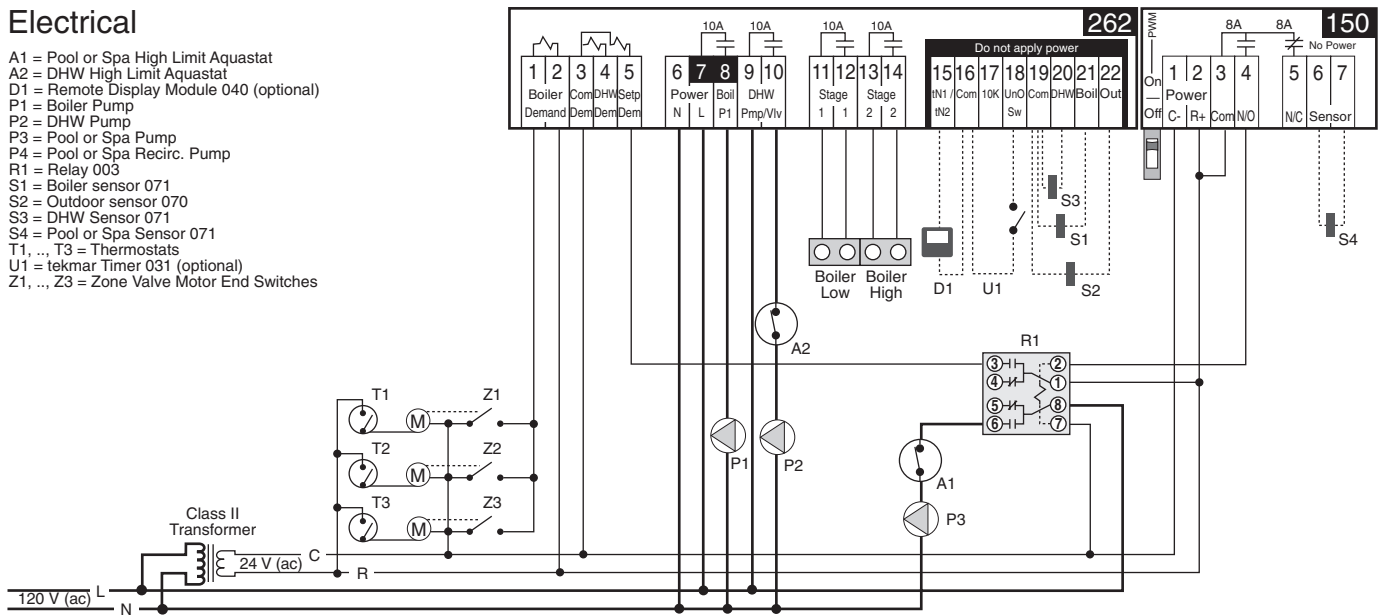 Electrical
A1 = Pool or Spa High Limit Aquastat
A2 = DHW High Limit Aquastat
D1 = Remote Display Module 040 (optional)
P1 = Boiler Pump
P2 = DHW Pump
P3 = Pool or Spa Pump
P4 = Pool or Spa Recirc. Pump
R1 = Relay 003
S1 = Boiler sensor 071
S2 = Outdoor sensor 070
S3 = DHW Sensor 071
S4 = Pool or Spa Sensor 071
T1, .., T3 = Thermostats
U1 = tekmar Timer 031 (optional)
Z1, .., Z3 = Zone Valve Motor End Switches
262
10A 10A 10A 10A
Do not apply power
1 2 3 4 5 6 7 8 9 10 11 12 13 14 15 16 17 18 19 20 21 22
Boiler Com DHW Setp Power Boil DHW Stage Stage tN1 / Com 10K UnO Com DHW Boil Out
Demand Dem Dem Dem N L P1 Pmp/Vlv 1 1 2 2 tN2 Sw
150
PWM
8A 8A
No Power
On
Off
1 2 3 4 5 6 7
Power
C- R+ Com N/O N/C Sensor
S3
S1
S2
S4
Boiler Low
Boiler High
D1
U1
A2
R1
3 2
4 1
5 8
6 7
T1 M Z1
T2 M Z2
T3 M Z3
P1
P2
A1
P3
Class II
Transformer
C
24 V (ac)
R
L
120 V (ac)
N